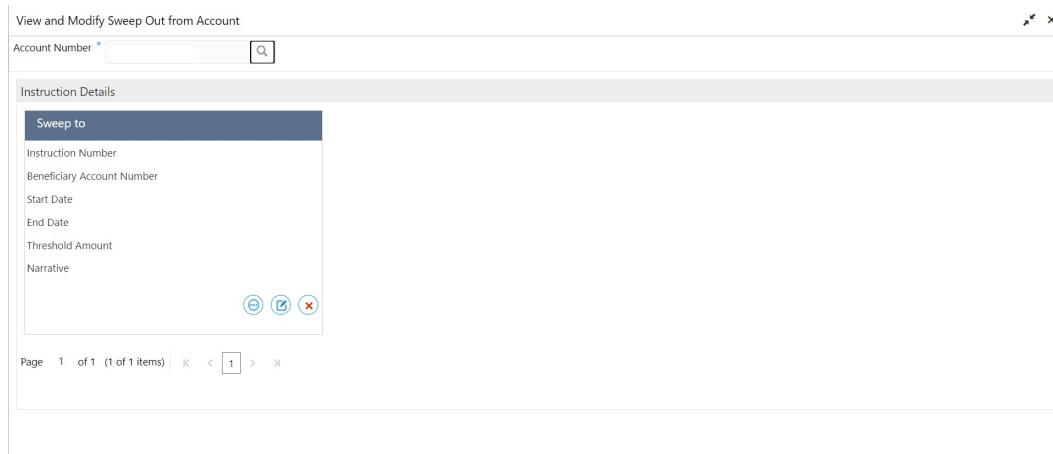 View and Modify Sweep Out from Account
Account Number *
Instruction Details
Sweep to
Instruction Number
Beneficiary Account Number
Start Date
End Date
Threshold Amount
Narrative
Page 1 of 1 (1 of 1 items) 1